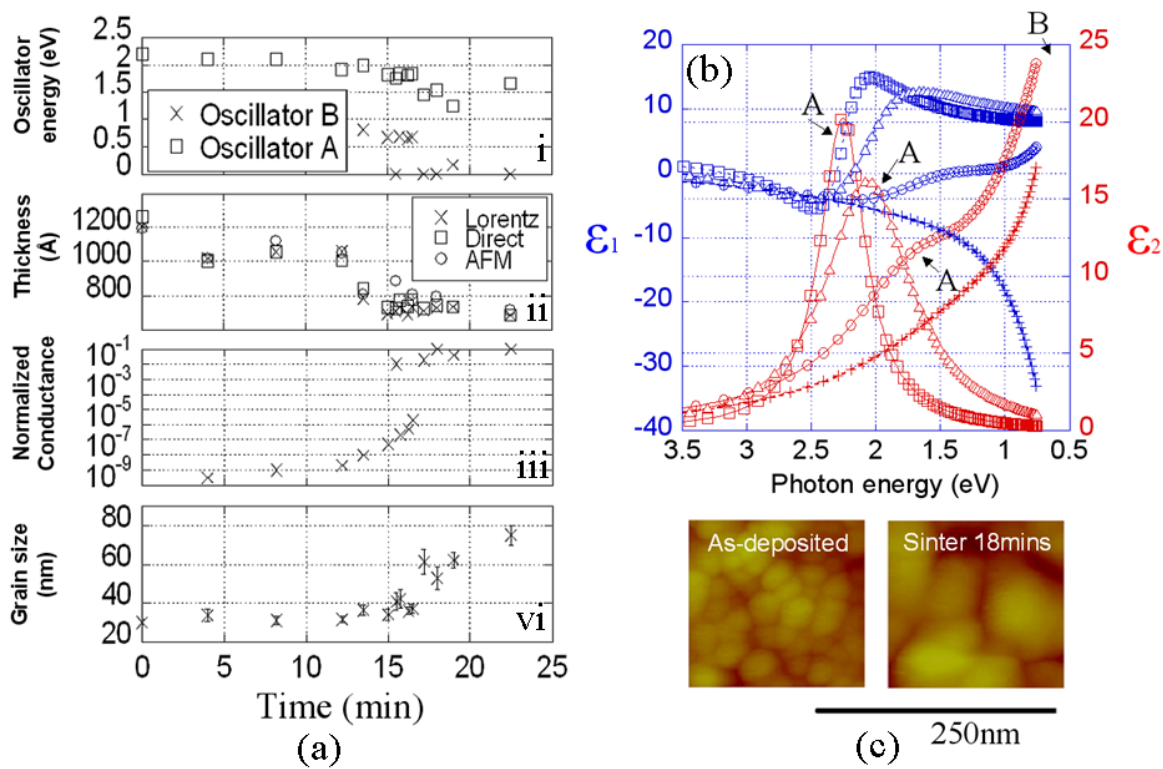 Oscillator
energy (eV)
2.5
2
1.5
1
0.5
0
× Oscillator B
□ Oscillator A
i
Thickness
(Å)
1200
1000
800
× Lorentz
□ Direct
○ AFM
ii
Normalized
Conductance
10-1
10-3
10-5
10-7
10-9
iii
Grain size
(nm)
80
60
40
20
vi
0 5 10 15 20 25
Time (min)
(a)
(b)
B
A
A
A
ε1
20
10
0
-10
-20
-30
-40
ε2
25
20
15
10
5
0
3.5 3 2.5 2 1.5 1 0.5
Photon energy (eV)
As-deposited
Sinter 18mins
250nm
(c)